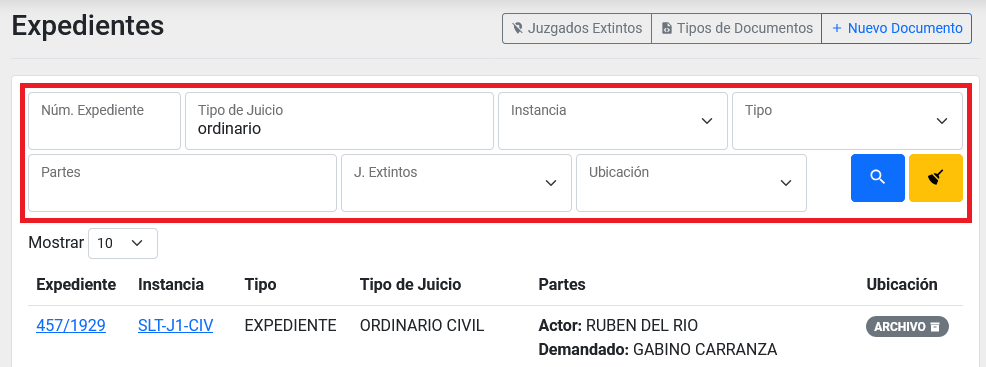 Expedientes
Juzgados Extintos Tipos de Documentos + Nuevo Documento
Núm. Expediente Tipo de Juicio Instancia Tipo
ordinario
Partes J. Extintos Ubicación
Mostrar 10
Expediente Instancia Tipo Tipo de Juicio Partes Ubicación
457/1929 SLT-J1-CIV EXPEDIENTE ORDINARIO CIVIL Actor: RUBEN DEL RIO ARCHIVO
Demandado: GABINO CARRANZA